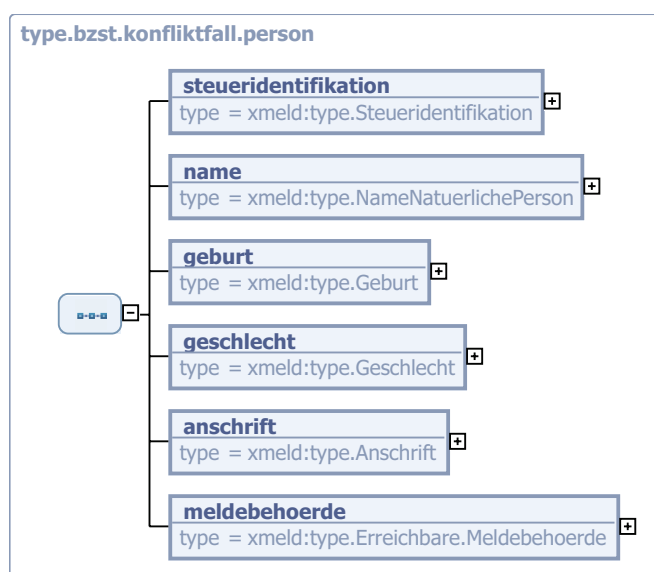 type.bzst.konfliktfall.person
steueridentifikation
type = xmeld:type.Steueridentifikation
name
type = xmeld:type.NameNatuerlichePerson
geburt
type = xmeld:type.Geburt
geschlecht
type = xmeld:type.Geschlecht
anschrift
type = xmeld:type.Anschrift
meldebehoerde
type = xmeld:type.Erreichbare.Meldebehoerde